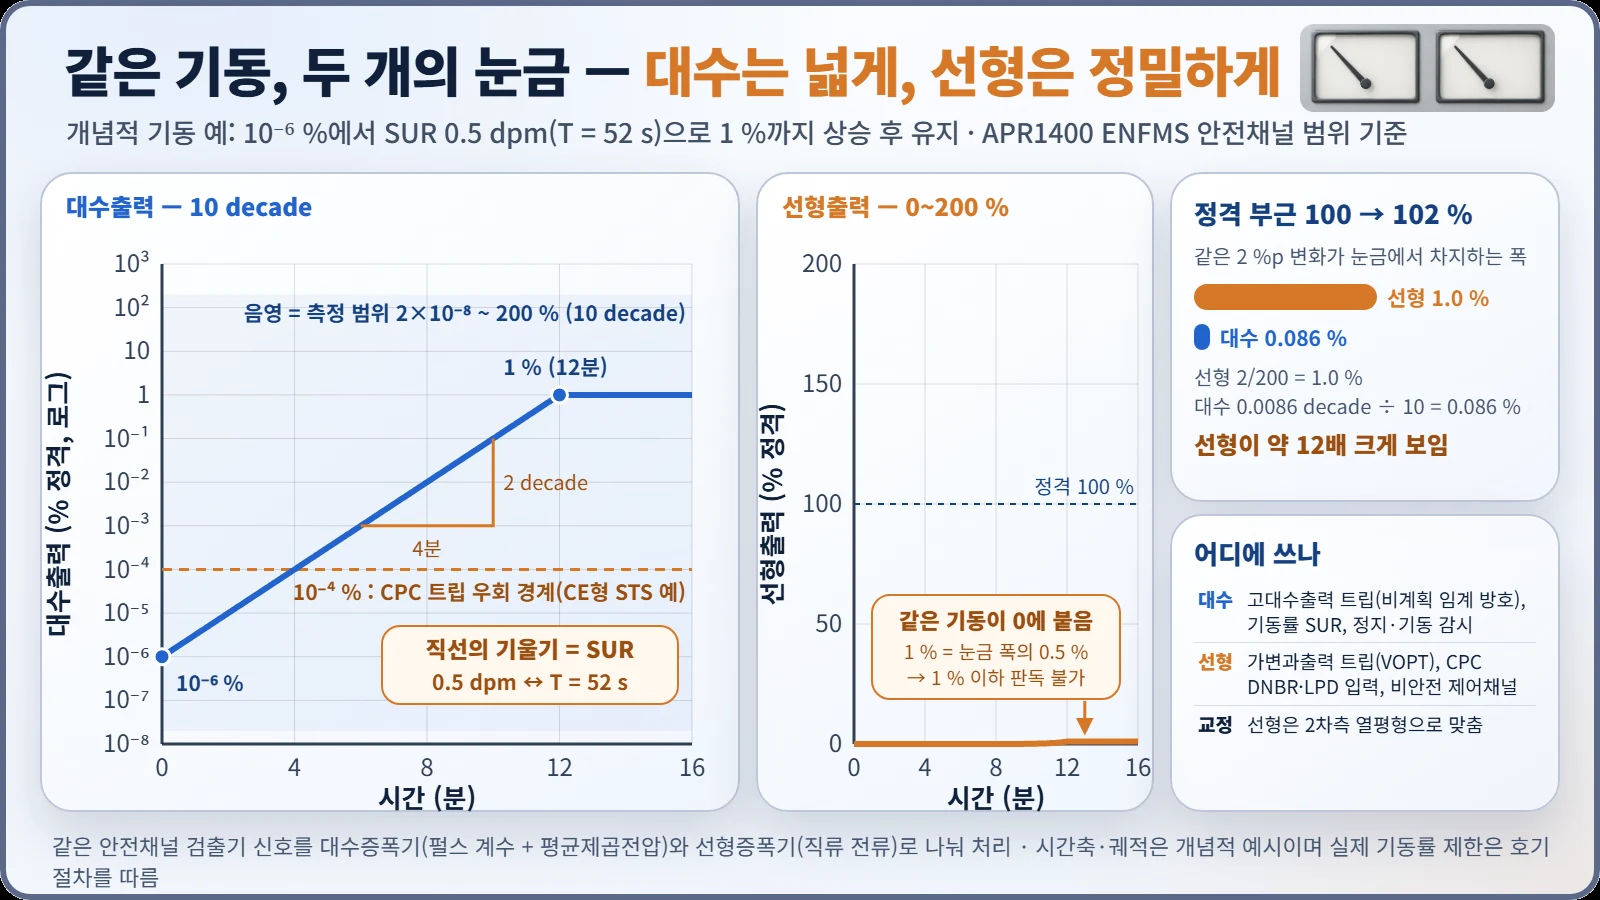 같은 기동, 두 개의 눈금 — 대수는 넓게, 선형은 정밀하게
개념적 기동 예: 10⁻⁶ %에서 SUR 0.5 dpm(T = 52 s)으로 1 %까지 상승 후 유지 · APR1400 ENFMS 안전채널 범위 기준
대수출력 — 10 decade
대수출력 (% 정격, 로그)
10³
10²
10
1
10⁻¹
10⁻²
10⁻³
10⁻⁴
10⁻⁵
10⁻⁶
10⁻⁷
10⁻⁸
음영 = 측정 범위 2×10⁻⁸ ~ 200 % (10 decade)
1 % (12분)
2 decade
4분
10⁻⁴ % : CPC 트립 우회 경계(CE형 STS 예)
직선의 기울기 = SUR
0.5 dpm ↔ T = 52 s
10⁻⁶ %
0 4 8 12 16
시간 (분)
선형출력 — 0~200 %
선형출력 (% 정격)
200
150
100
50
0
정격 100 %
같은 기동이 0에 붙음
1 % = 눈금 폭의 0.5 %
→ 1 % 이하 판독 불가
0 4 8 12 16
시간 (분)
정격 부근 100 → 102 %
같은 2 %p 변화가 눈금에서 차지하는 폭
선형 1.0 %
대수 0.086 %
선형 2/200 = 1.0 %
대수 0.0086 decade ÷ 10 = 0.086 %
선형이 약 12배 크게 보임
어디에 쓰나
대수 고대수출력 트립(비계획 임계 방호),
기동률 SUR, 정지·기동 감시
선형 가변과출력 트립(VOPT), CPC
DNBR·LPD 입력, 비안전 제어채널
교정 선형은 2차측 열평형으로 맞춤
같은 안전채널 검출기 신호를 대수증폭기(펄스 계수 + 평균제곱전압)와 선형증폭기(직류 전류)로 나눠 처리 · 시간축·궤적은 개념적 예시이며 실제 기동률 제한은 호기
절차를 따름